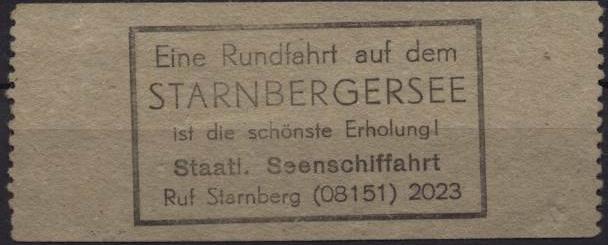 Eine Rundfahrt auf dem
STARNBERGERSEE
ist die schönste Erholung!
Staatl. Seenschiffahrt
Ruf Starnberg (08151) 2023